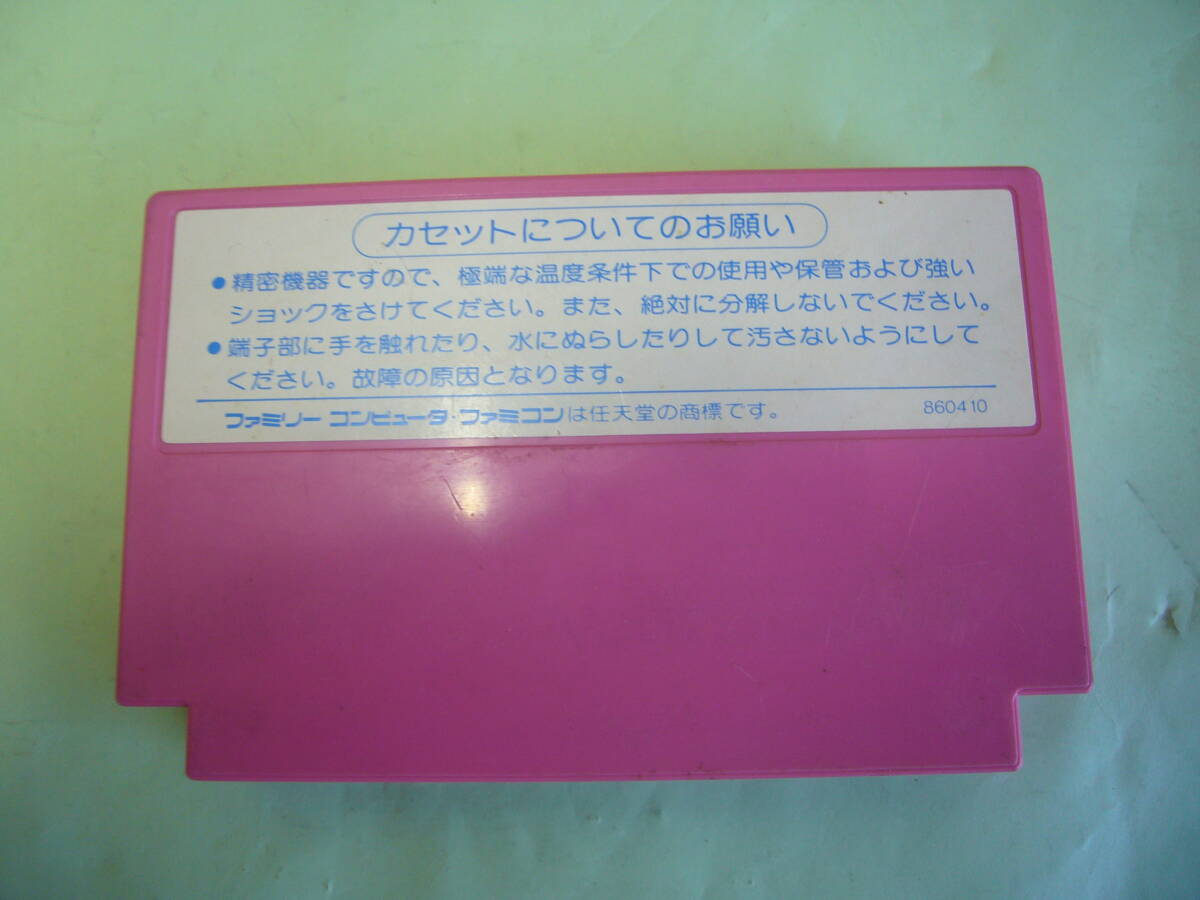 カセットについてのお願い
●精密機器ですので、極端な温度条件下での使用や保管および強い
ショックをさけてください。また、絶対に分解しないでください。
●端子部に手を触れたり、水にぬらしたりして汚さないようにして
ください。故障の原因となります。
ファミリー コンピュータ・ファミコンは任天堂の商標です。 860410